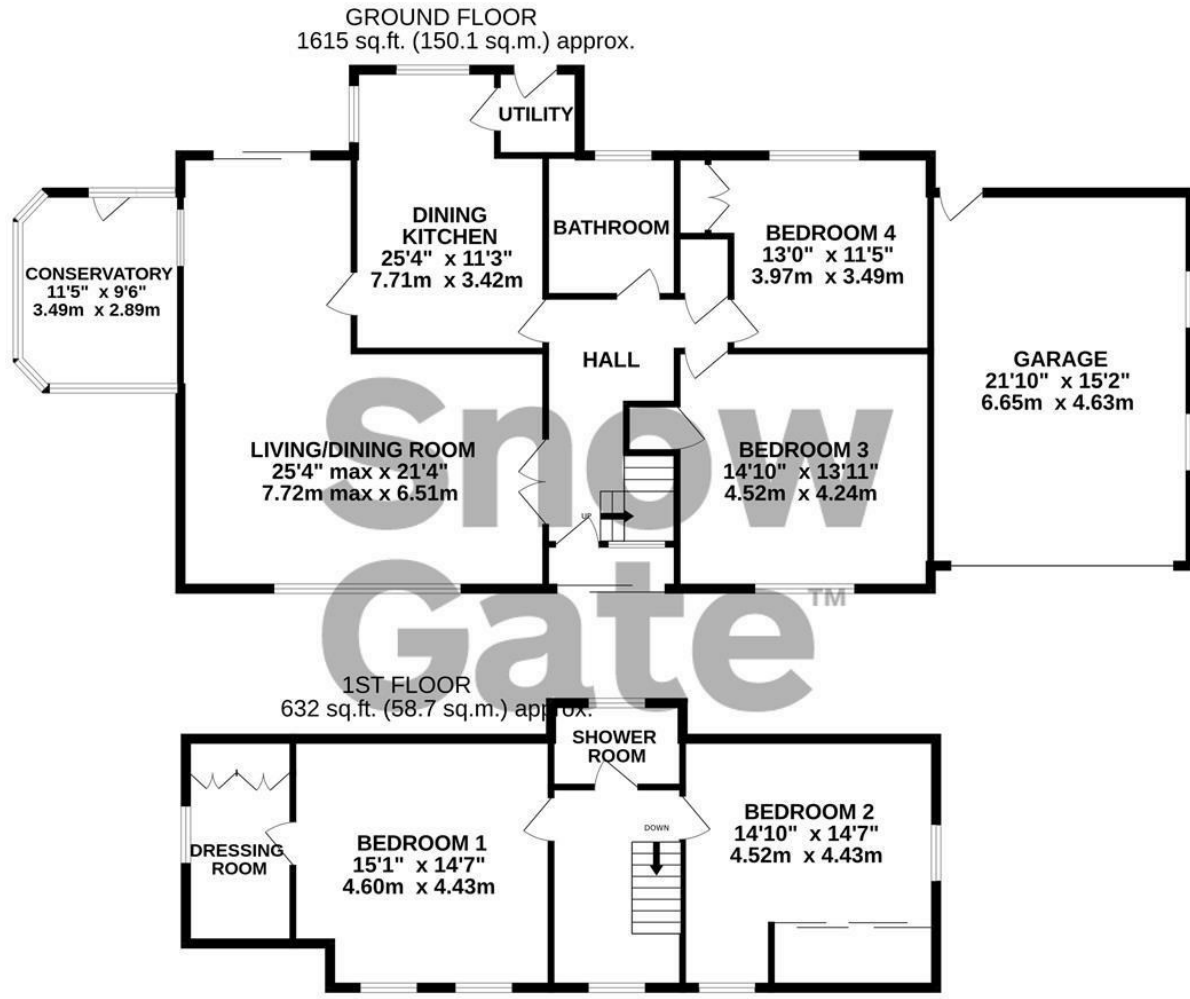 GROUND FLOOR
1615 sq.ft. (150.1 sq.m.) approx.
UTILITY
DINING
KITCHEN
25'4" x 11'3"
7.71m x 3.42m
BATHROOM
BEDROOM 4
13'0" x 11'5"
3.97m x 3.49m
CONSERVATORY
11'5" x 9'6"
3.49m x 2.89m
HALL
GARAGE
21'10" x 15'2"
6.65m x 4.63m
LIVING/DINING ROOM
25'4" max x 21'4"
7.72m max x 6.51m
BEDROOM 3
14'10" x 13'11"
4.52m x 4.24m
UP
Snow
Gate™
1ST FLOOR
632 sq.ft. (58.7 sq.m.) approx.
SHOWER
ROOM
BEDROOM 2
14'10" x 14'7"
4.52m x 4.43m
DOWN
BEDROOM 1
15'1" x 14'7"
4.60m x 4.43m
DRESSING
ROOM